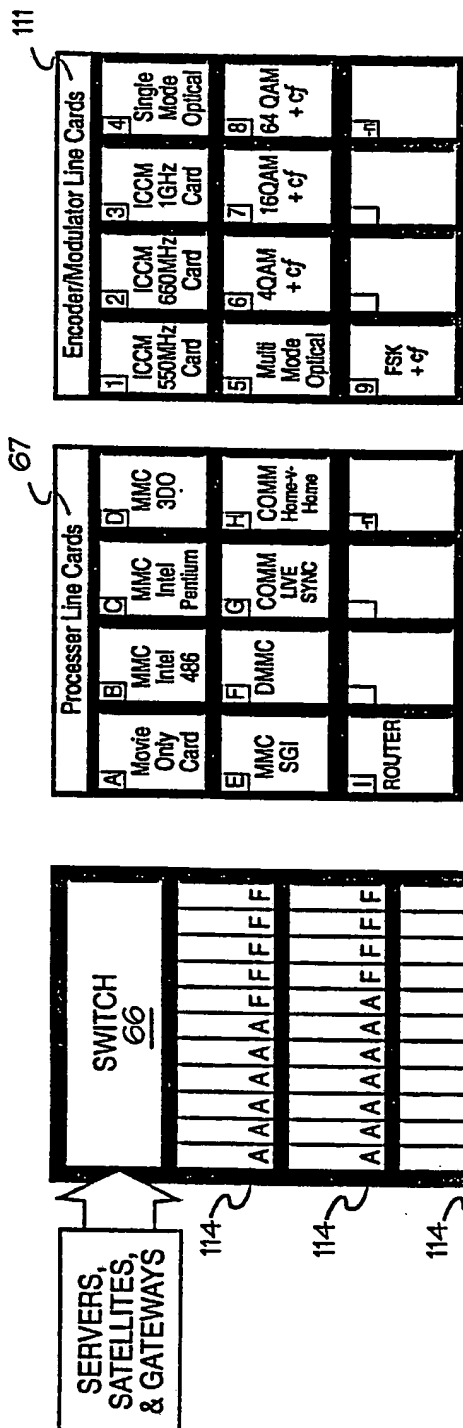 SERVERS,
SATELLITES,
& GATEWAYS
SWITCH
66
A A A A A A F F F F F
114
A A A A A A A F F F F
114
114
Processer Line Cards
67
A
Movie
Only
Card
B
MMC
Intel
486
C
MMC
Intel
Pentium
D
MMC
3DO
E
MMC
SGI
F
DMMC
G
COMM
LIVE
SYNC
H
COMM
Home-v-
Home
I
ROUTER
-n
Encoder/Modulator Line Cards
111
1
ICCM
550MHz
Card
2
ICCM
660MHz
Card
3
ICCM
1GHz
Card
4
Single
Mode
Optical
5
Multi
Mode
Optical
6
4QAM
+ cf
7
16QAM
+ cf
8
64 QAM
+ cf
9
FSK
+ cf
-n